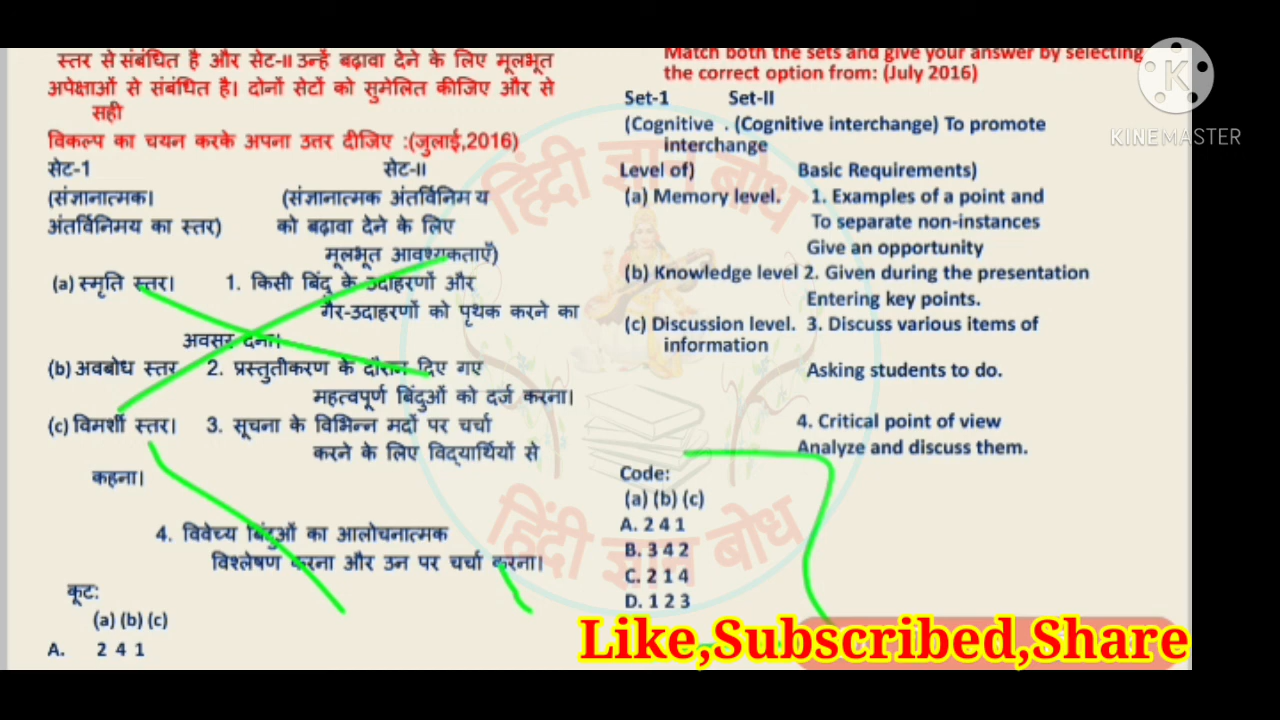 स्तर से संबंधित है और सेट-II उन्हें बढ़ावा देने के लिए मूलभूत
अपेक्षाओं से संबंधित है। दोनों सेटों को सुमेलित कीजिए और से
सही
विकल्प का चयन करके अपना उत्तर दीजिए :(जुलाई,2016)
सेट-1 सेट-II
(संज्ञानात्मक। (संज्ञानात्मक अंतर्विनिम य
अंतर्विनिमय का स्तर) को बढ़ावा देने के लिए
मूलभूत आवश्यकताएँ)
(a) स्मृति स्तर। 1. किसी बिंदु के उदाहरणों और
गैर-उदाहरणों को पृथक करने का
अवसर देना।
(b) अवबोध स्तर 2. प्रस्तुतीकरण के दौरान दिए गए
महत्वपूर्ण बिंदुओं को दर्ज करना।
(c) विमर्शी स्तर। 3. सूचना के विभिन्न मदों पर चर्चा
करने के लिए विद्यार्थियों से
कहना।
4. विवेच्य बिंदुओं का आलोचनात्मक
विश्लेषण करना और उन पर चर्चा करना।
कूट:
(a) (b) (c)
A. 2 4 1
Match both the sets and give your answer by selecting
the correct option from: (July 2016)
Set-1 Set-II
(Cognitive . (Cognitive interchange) To promote
interchange
Level of) Basic Requirements)
(a) Memory level. 1. Examples of a point and
To separate non-instances
Give an opportunity
(b) Knowledge level 2. Given during the presentation
Entering key points.
(c) Discussion level. 3. Discuss various items of
information
Asking students to do.
4. Critical point of view
Analyze and discuss them.
Code:
(a) (b) (c)
A. 2 4 1
B. 3 4 2
C. 2 1 4
D. 1 2 3
हिंदी ज्ञान बोध
हिंदी ज्ञान बोध
K
KINEMASTER
Like,Subscribed,Share